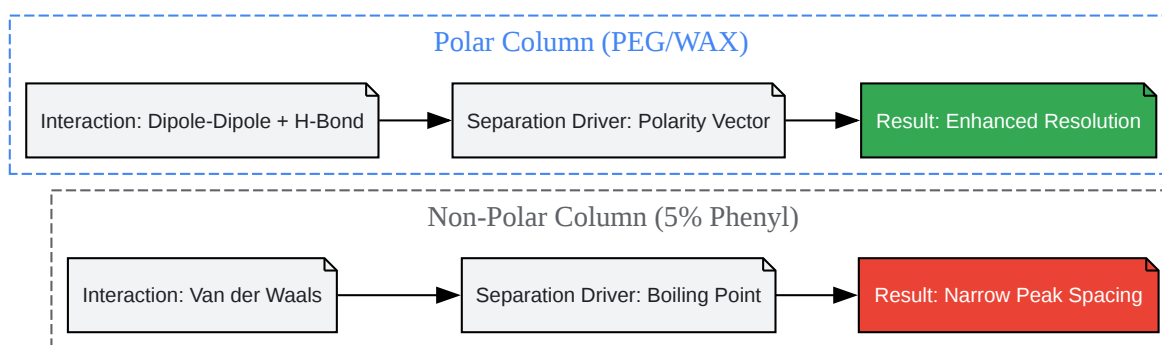 Polar Column (PEG/WAX)
Interaction: Dipole-Dipole + H-Bond
Separation Driver: Polarity Vector
Result: Enhanced Resolution
Non-Polar Column (5% Phenyl)
Interaction: Van der Waals
Separation Driver: Boiling Point
Result: Narrow Peak Spacing